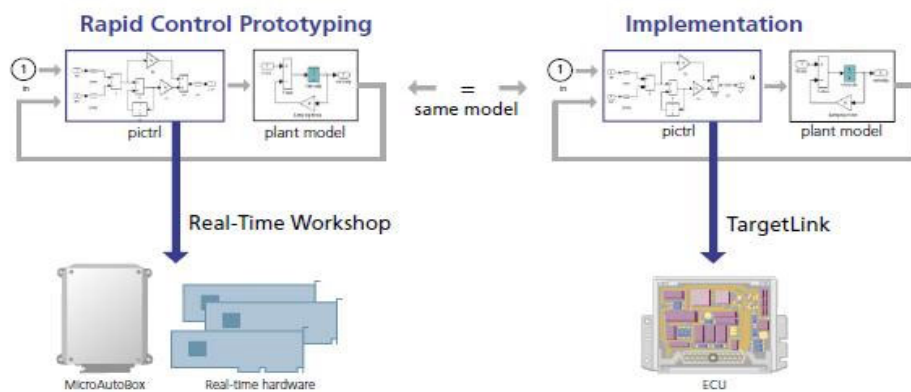 Rapid Control Prototyping
Implementation
1
in
pictrl
plant model
=
same model
1
in
pictrl
plant model
Real-Time Workshop
TargetLink
MicroAutoBox
Real-time hardware
ECU